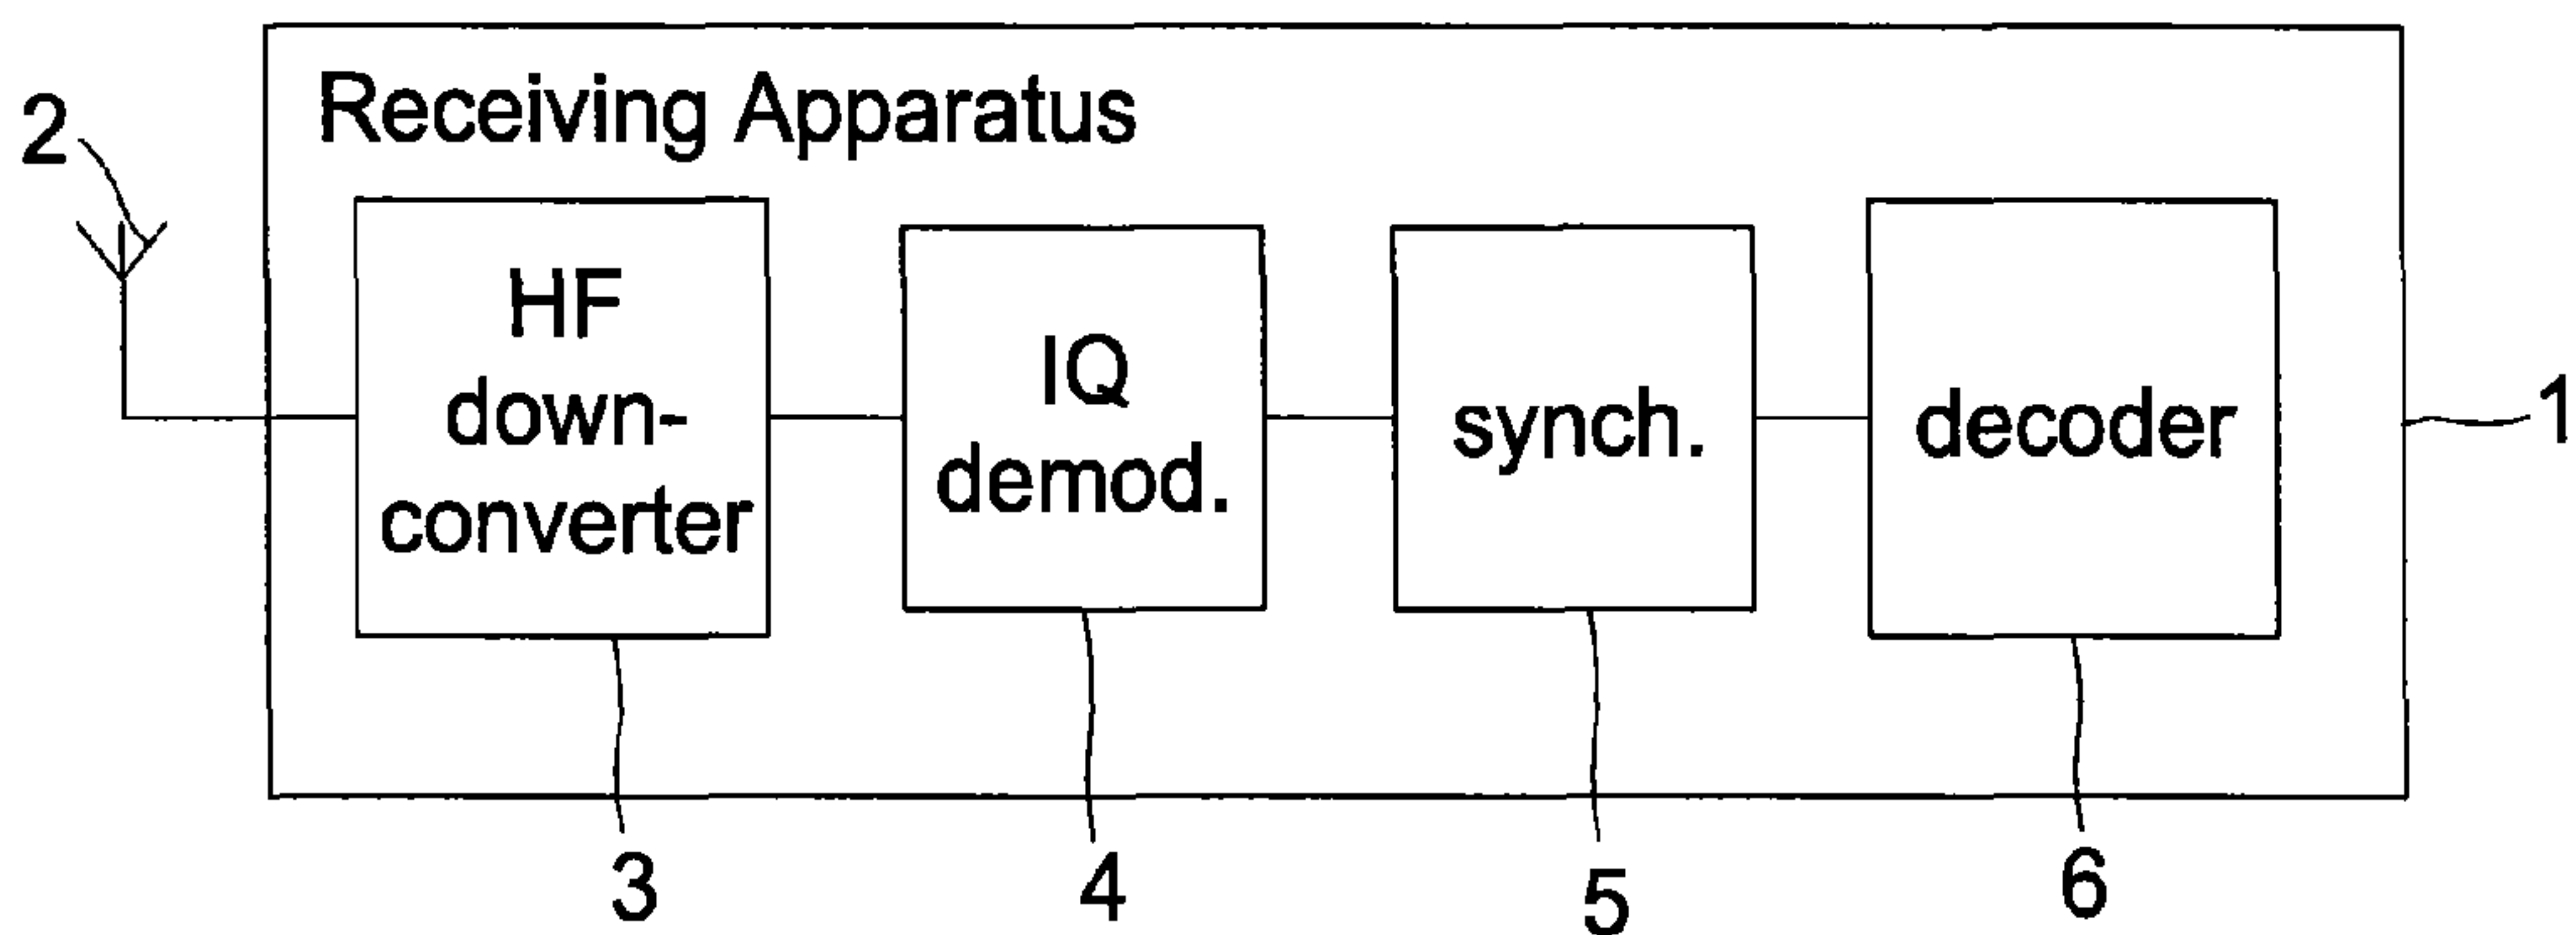 Receiving Apparatus
2
HF
down-
converter
IQ
demod.
synch.
decoder
1
3
4
5
6